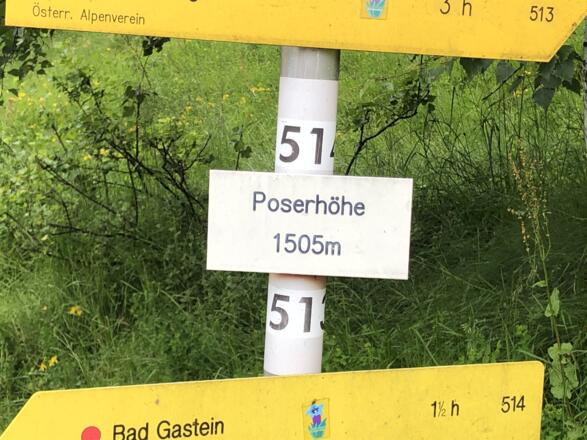 Österr. Alpenverein
3 h 513
514
Poserhöhe
1505m
513
Bad Gastein 1½ h 514